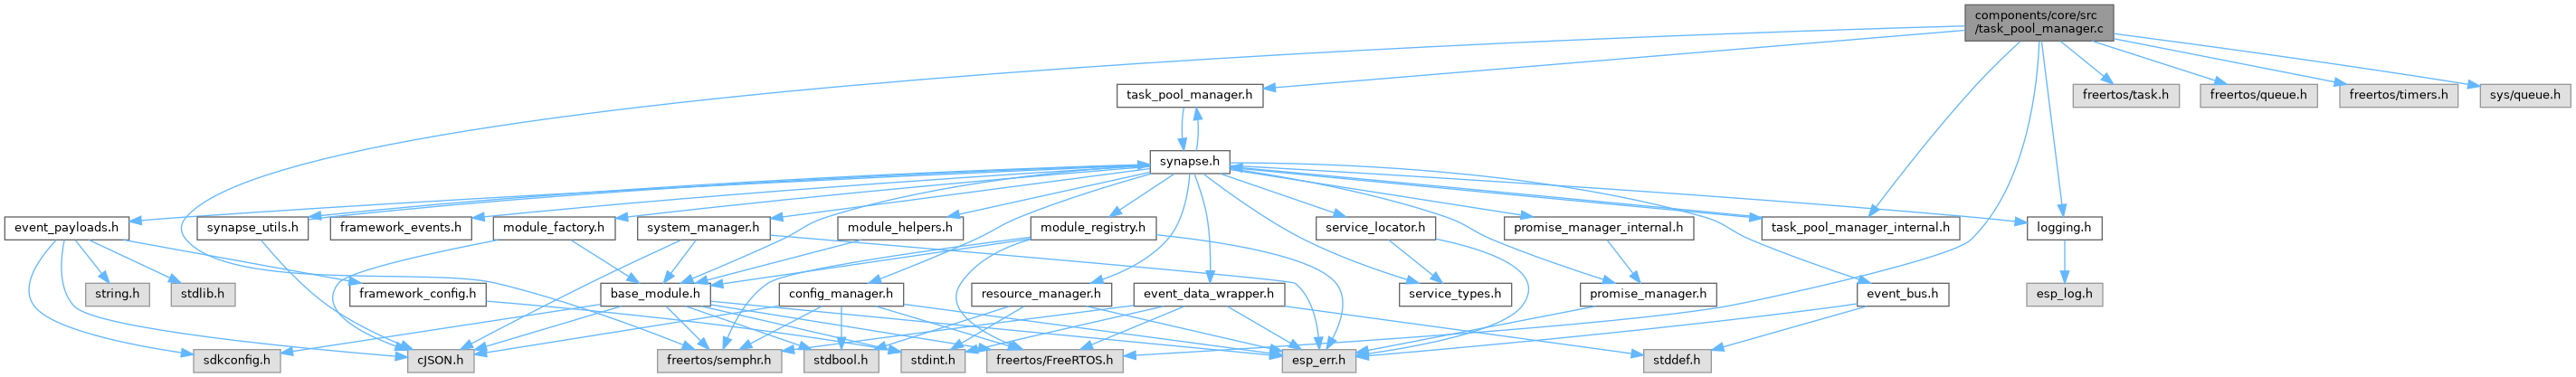 components/core/src
/task_pool_manager.c
task_pool_manager.h
freertos/task.h
freertos/queue.h
freertos/timers.h
sys/queue.h
synapse.h
event_payloads.h
synapse_utils.h
framework_events.h
module_factory.h
system_manager.h
module_helpers.h
module_registry.h
service_locator.h
promise_manager_internal.h
task_pool_manager_internal.h
logging.h
string.h
stdlib.h
framework_config.h
base_module.h
config_manager.h
resource_manager.h
event_data_wrapper.h
service_types.h
promise_manager.h
event_bus.h
esp_log.h
sdkconfig.h
cJSON.h
freertos/semphr.h
stdbool.h
stdint.h
freertos/FreeRTOS.h
esp_err.h
stddef.h